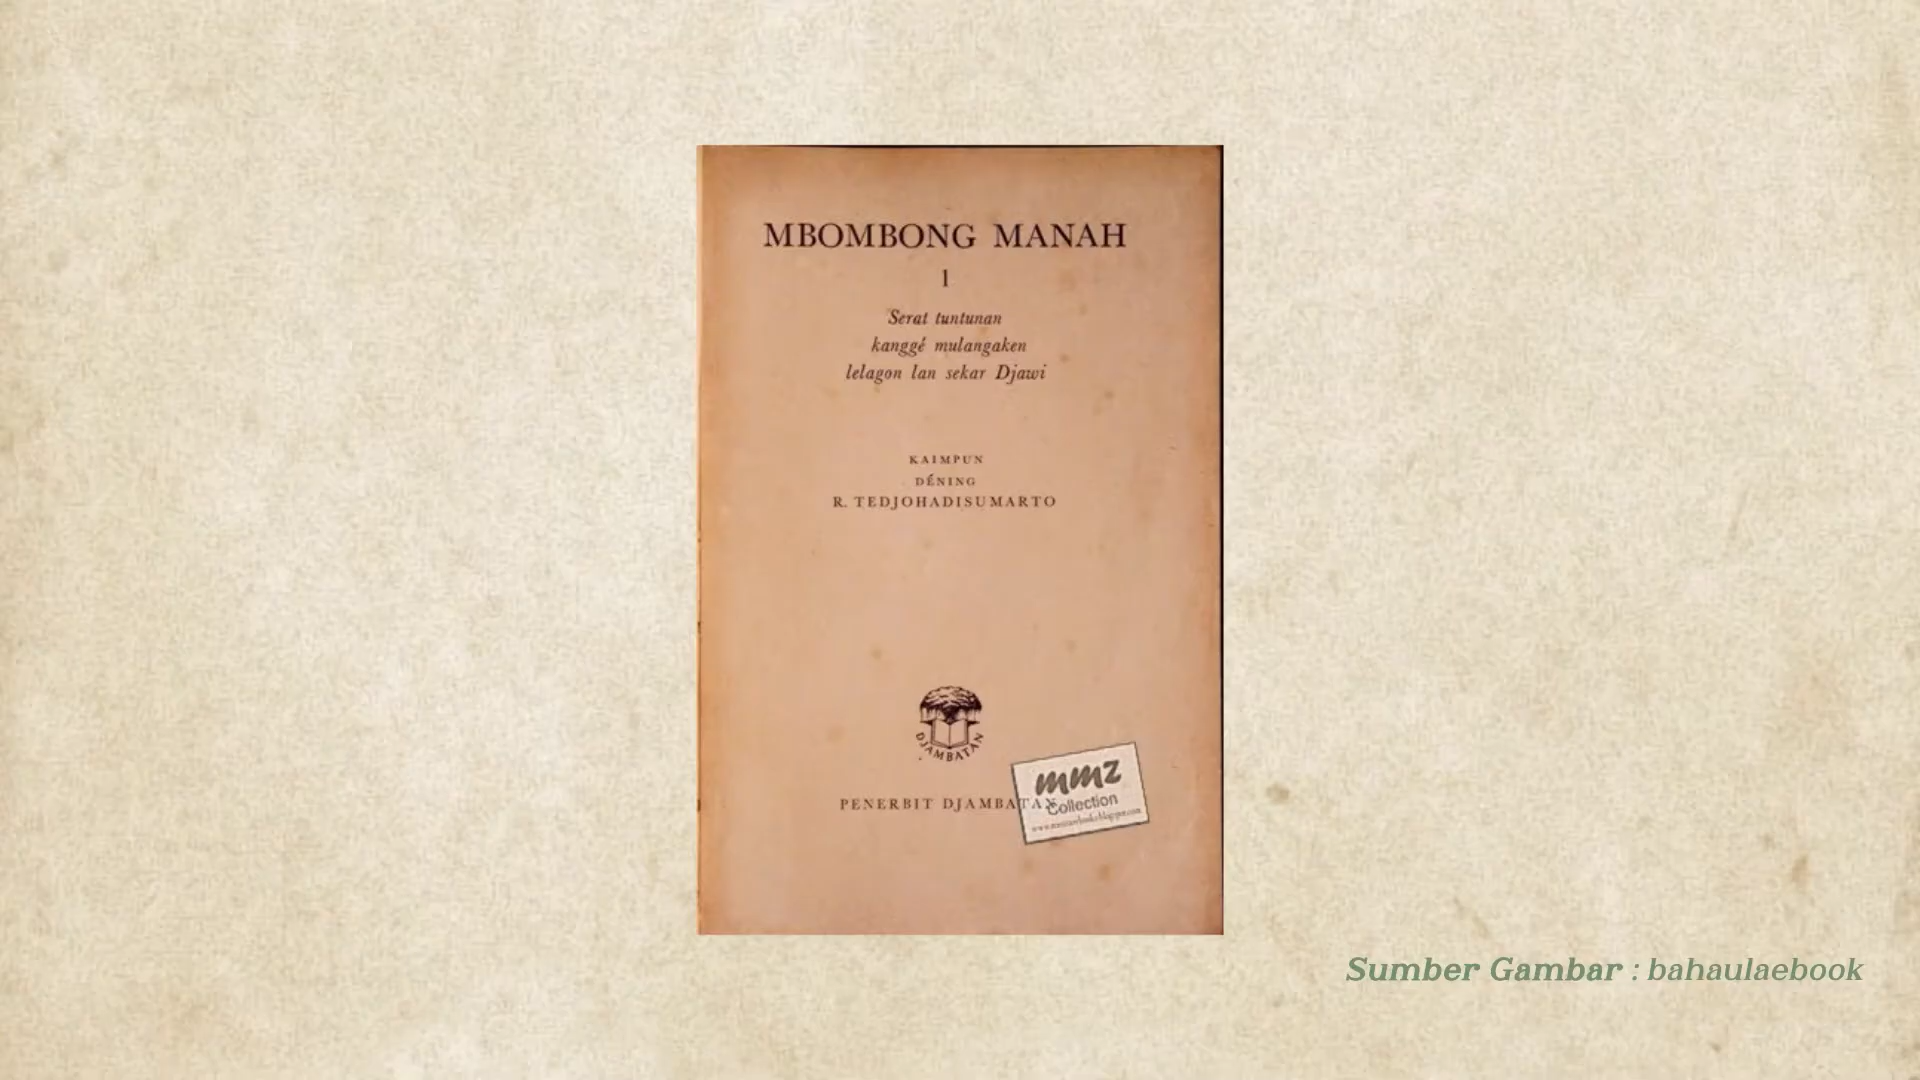 MBOMBONG MANAH
1
Serat tuntunan
kanggé mulangaken
lelagon lan sekar Djawi
KAIMPUN
DÉNING
R. TEDJOHADISUMARTO
DJAMBATAN
PENERBIT DJAMBATAN
mmz
Collection
Sumber Gambar : bahaulaebook